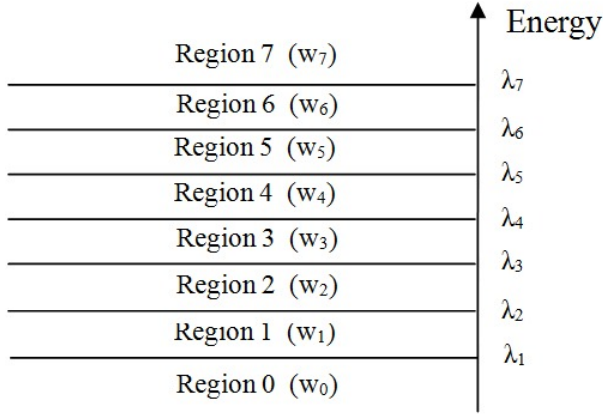 Energy
Region 7 (w₇)
λ₇
Region 6 (w₆)
λ₆
Region 5 (w₅)
λ₅
Region 4 (w₄)
λ₄
Region 3 (w₃)
λ₃
Region 2 (w₂)
λ₂
Region 1 (w₁)
λ₁
Region 0 (w₀)